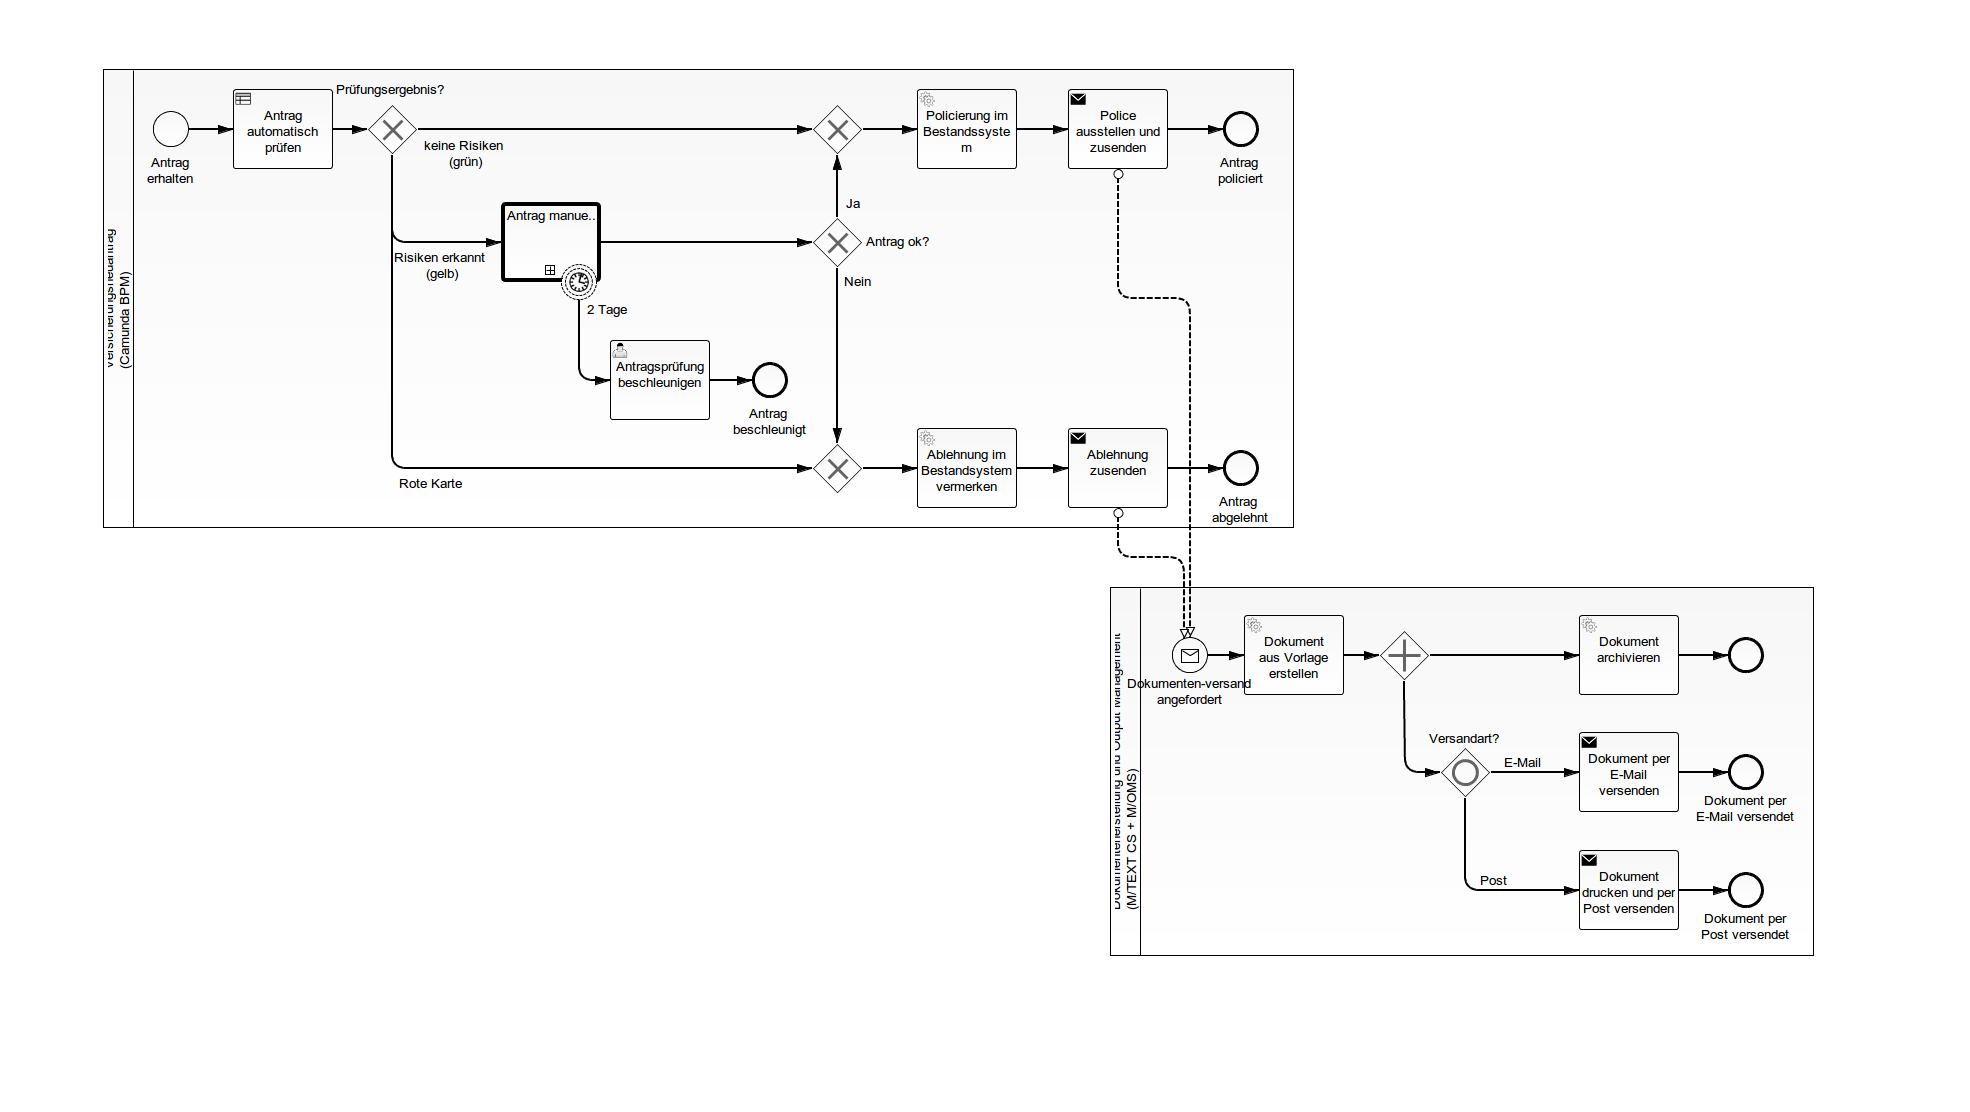 Prüfungsergebnis?
Antrag
automatisch
prüfen
Antrag
erhalten
keine Risiken
(grün)
Policierung im
Bestandssyste
m
Police
ausstellen und
zusenden
Antrag
policiert
Ja
Antrag manue..
Antrag ok?
Risiken erkannt
(gelb)
Nein
2 Tage
(Camunda BPM)
Antragsprüfung
beschleunigen
Antrag
beschleunigt
Rote Karte
Ablehnung im
Bestandsystem
vermerken
Ablehnung
zusenden
Antrag
abgelehnt
Dokumentenerstellung und Output Management
(M/TEXT CS + M/OMS)
Dokumenten-versand
angefordert
Dokument
aus Vorlage
erstellen
Dokument
archivieren
Versandart?
E-Mail
Dokument per
E-Mail
versenden
Dokument per
E-Mail versendet
Post
Dokument
drucken und per
Post versenden
Dokument per
Post versendet